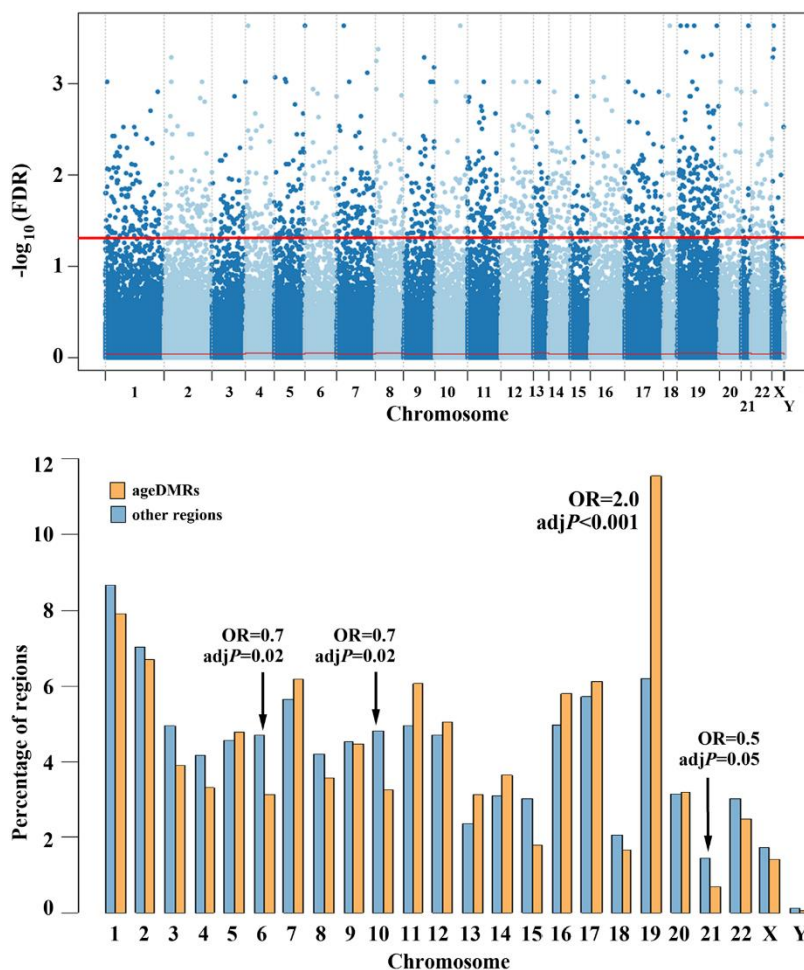 3
2
1
0
-log10(FDR)
1 2 3 4 5 6 7 8 9 10 11 12 13 14 15 16 17 18 19 20 21 22 X Y
Chromosome
12
10
8
6
4
2
0
Percentage of regions
ageDMRs
other regions
OR=2.0
adjP<0.001
OR=0.7
adjP=0.02
OR=0.7
adjP=0.02
OR=0.5
adjP=0.05
1 2 3 4 5 6 7 8 9 10 11 12 13 14 15 16 17 18 19 20 21 22 X Y
Chromosome